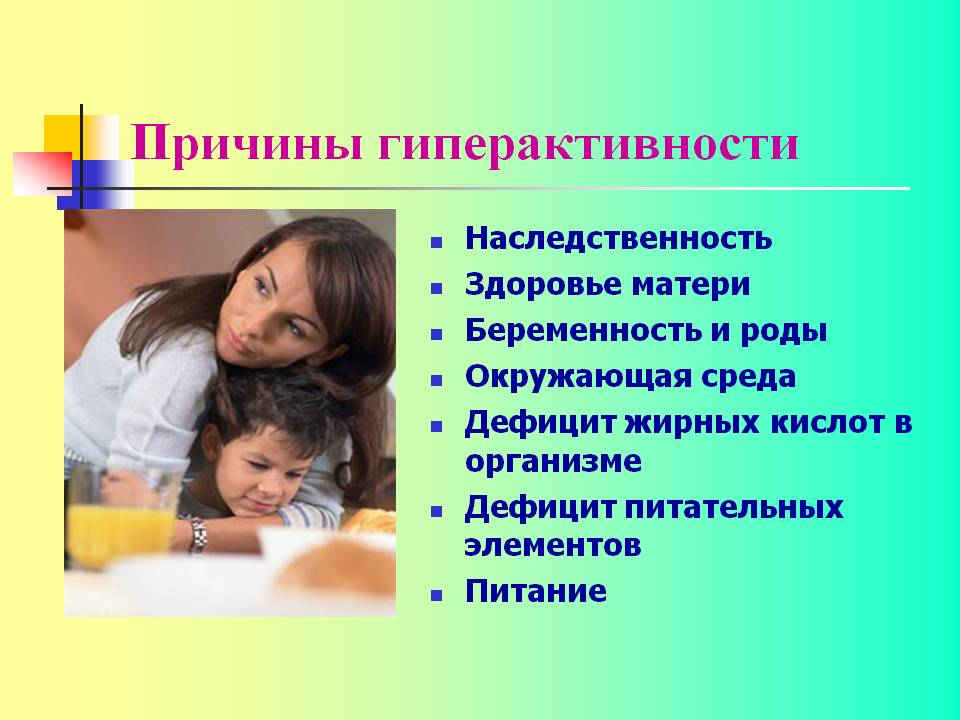 Причины гиперактивности
Наследственность
Здоровье матери
Беременность и роды
Окружающая среда
Дефицит жирных кислот в
организме
Дефицит питательных
элементов
Питание